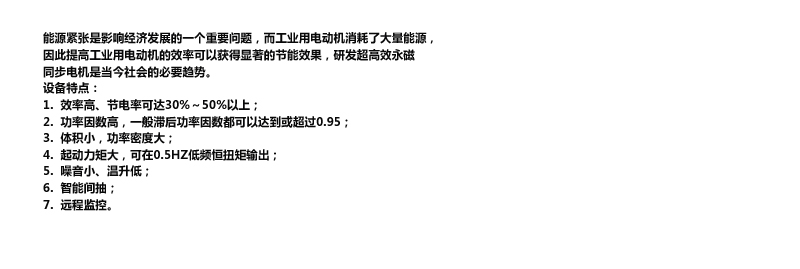 能源紧张是影响经济发展的一个重要问题，而工业用电动机消耗了大量能源，
因此提高工业用电动机的效率可以获得显著的节能效果，研发超高效永磁
同步电机是当今社会的必要趋势。
设备特点：
1. 效率高、节电率可达30%～50%以上；
2. 功率因数高，一般滞后功率因数都可以达到或超过0.95；
3. 体积小，功率密度大；
4. 起动力矩大，可在0.5HZ低频恒扭矩输出；
5. 噪音小、温升低；
6. 智能间抽；
7. 远程监控。